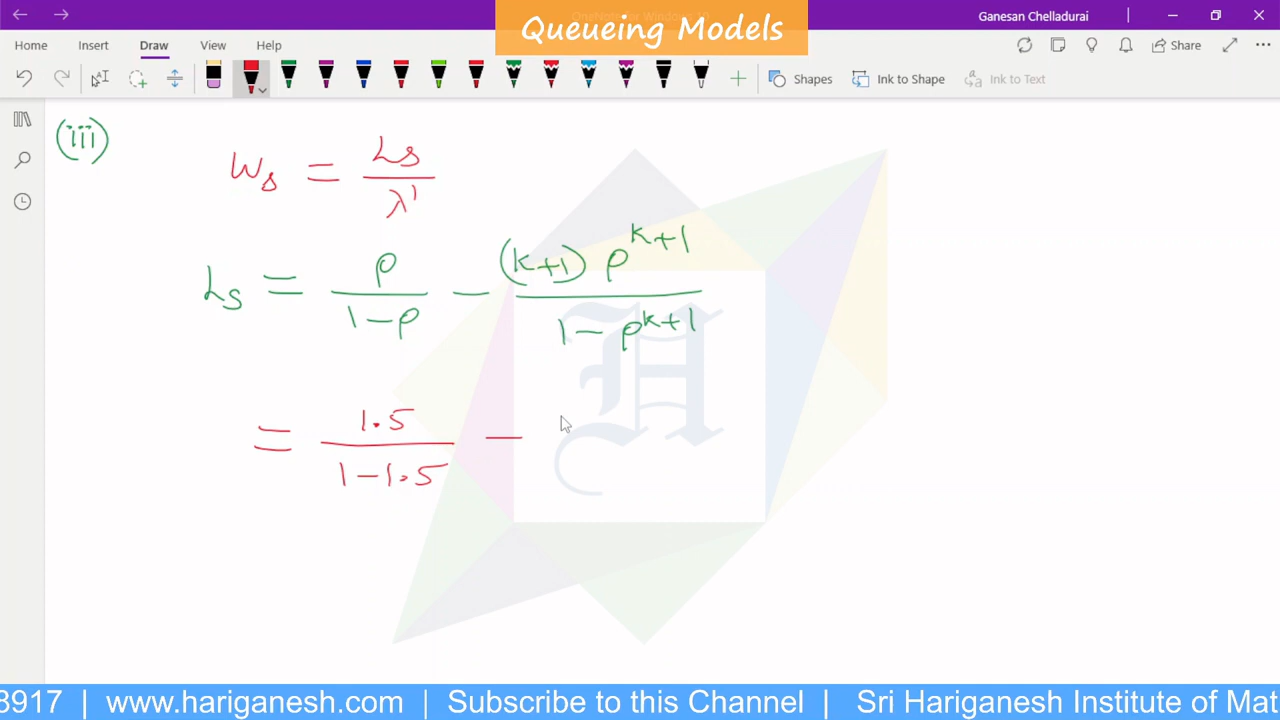 Queueing Models
Ganesan Chelladurai
Home Insert Draw View Help
Share
Shapes
Ink to Shape
Ink to Text
(iii)
Ws = Ls / λ'
Ls = ρ / (1-ρ) - (k+1) ρ^(k+1) / (1-ρ^(k+1))
= 1.5 / (1-1.5) -
H
8917 | www.hariganesh.com | Subscribe to this Channel | Sri Hariganesh Institute of Mat